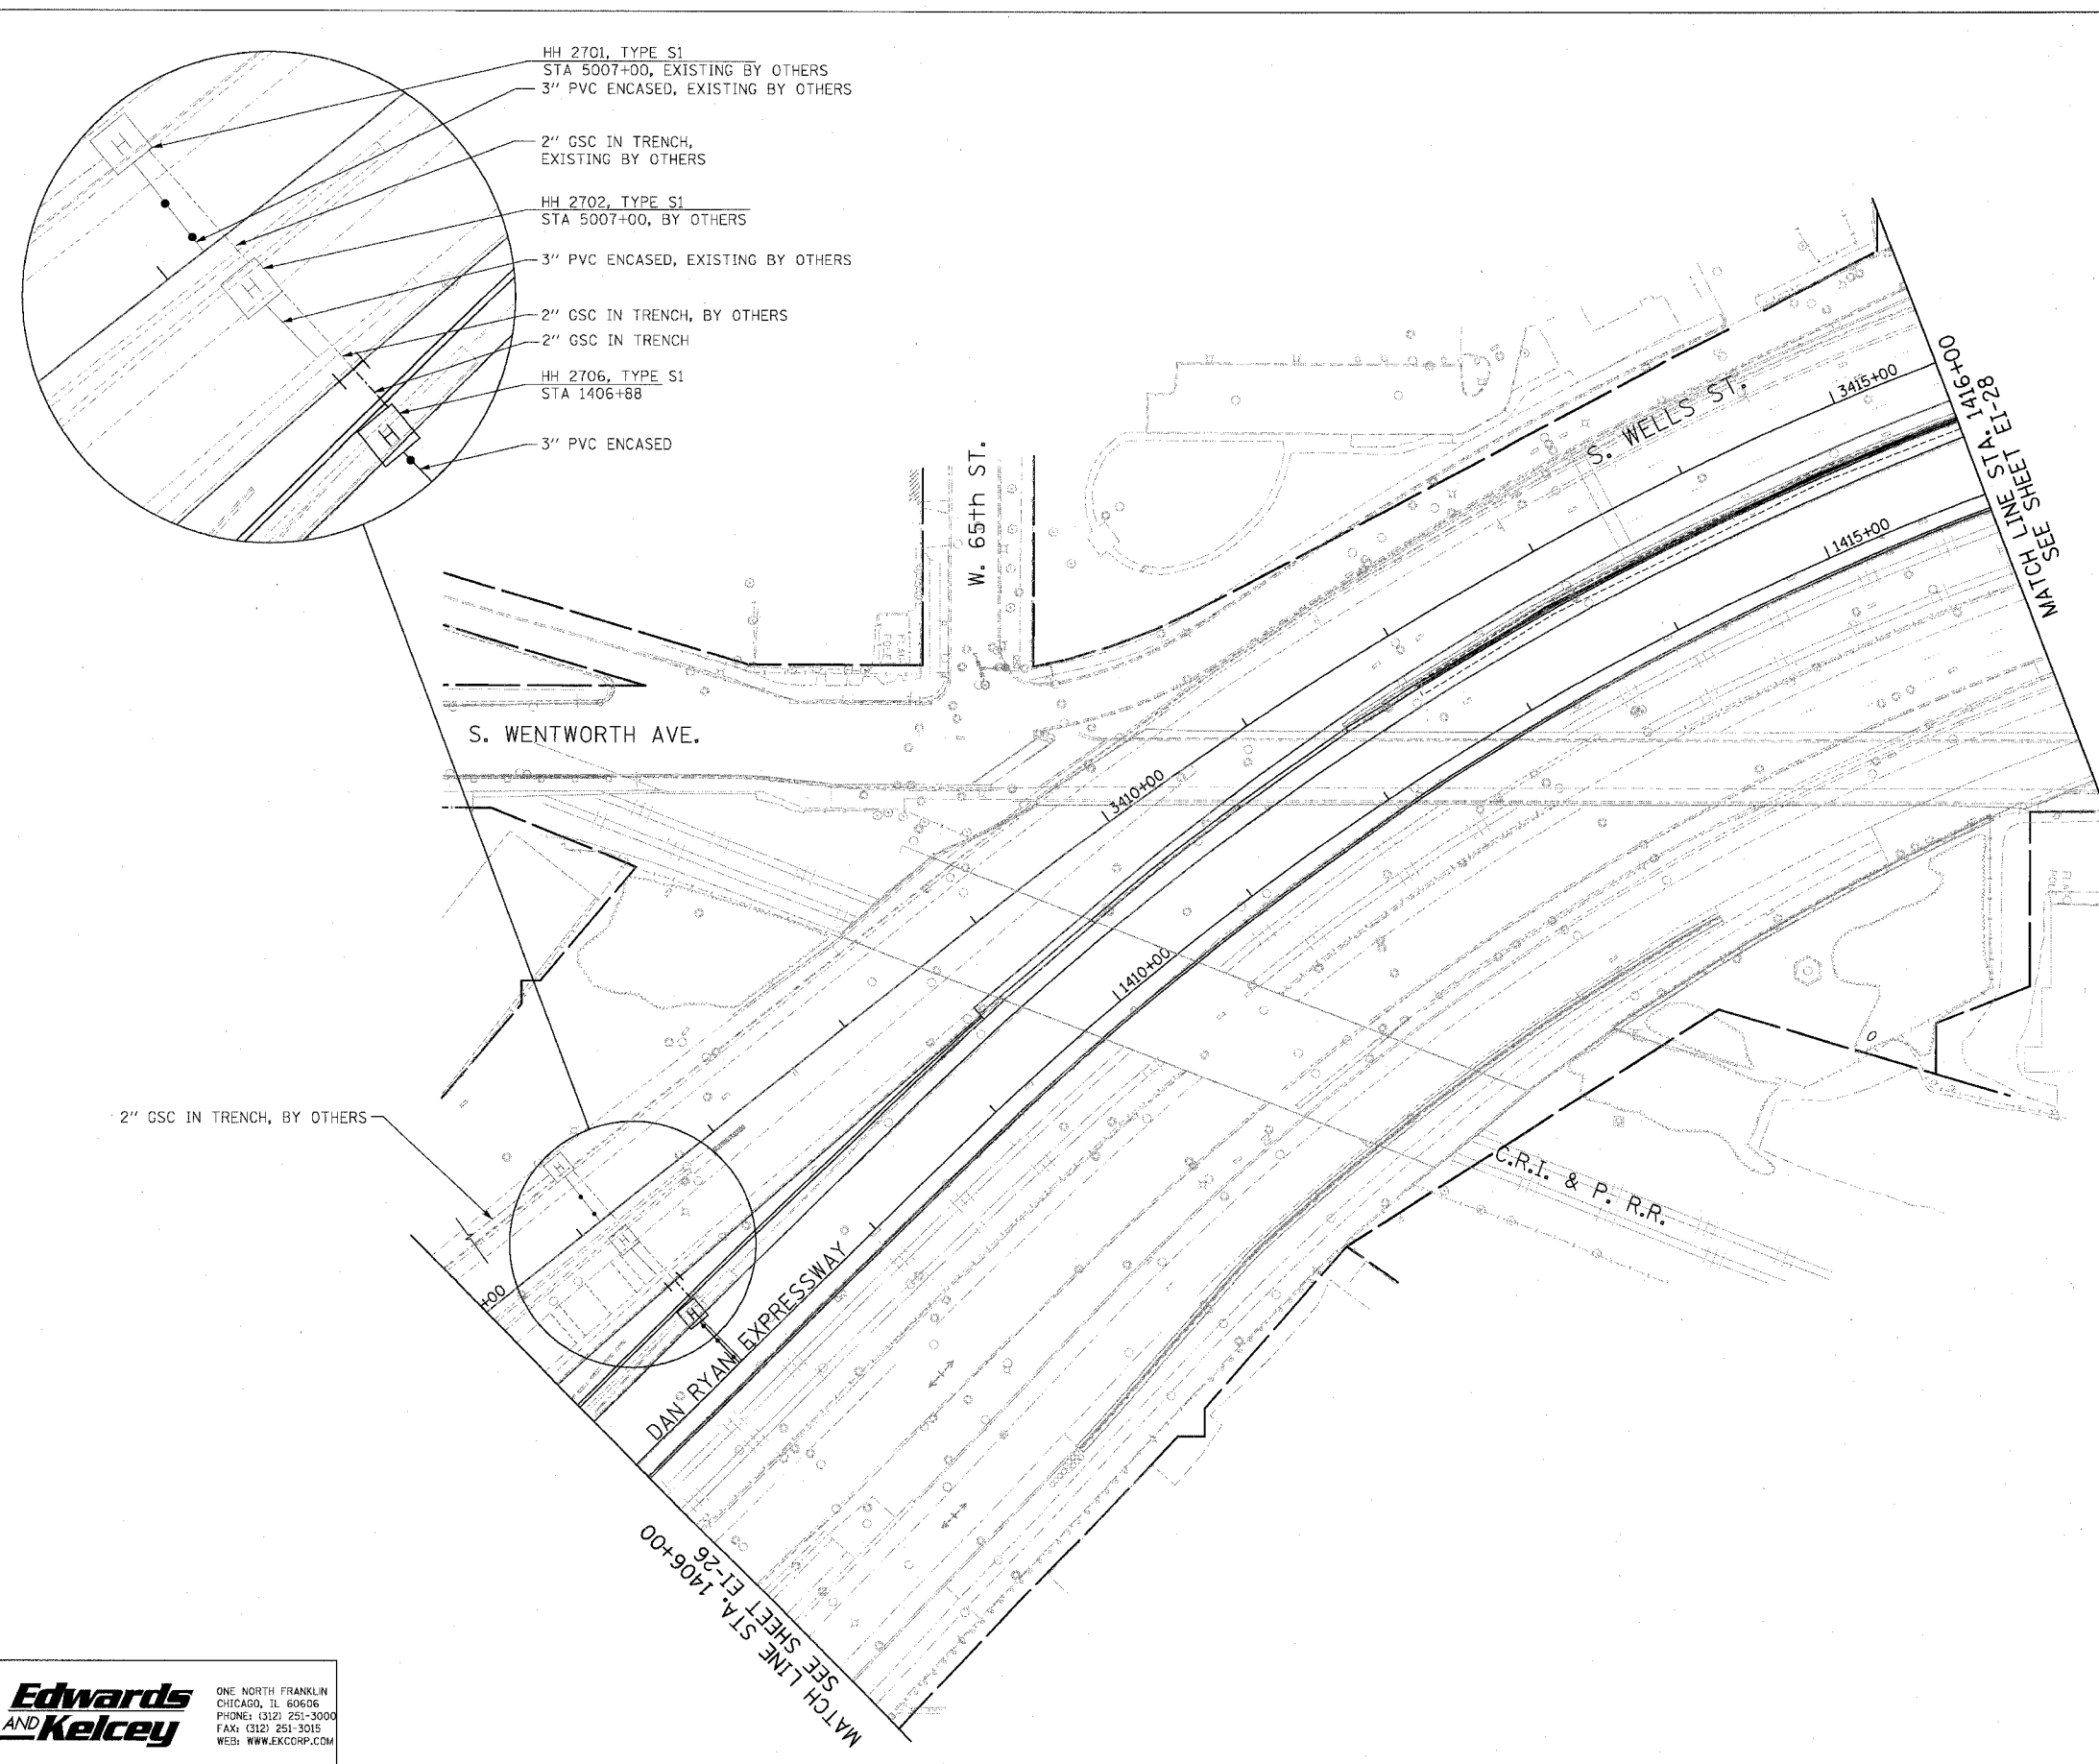 HH 2701, TYPE S1
STA 5007+00, EXISTING BY OTHERS
3" PVC ENCASED, EXISTING BY OTHERS
2" GSC IN TRENCH,
EXISTING BY OTHERS
HH 2702, TYPE S1
STA 5007+00, BY OTHERS
3" PVC ENCASED, EXISTING BY OTHERS
2" GSC IN TRENCH, BY OTHERS
2" GSC IN TRENCH
HH 2706, TYPE S1
STA 1406+88
3" PVC ENCASED
H
H
H
W. 65th ST.
S. WELLS ST.
3415+00
1415+00
MATCH LINE STA. 1416+00
SEE SHEET EI-28
FLAG
POLE
S. WENTWORTH AVE.
3410+00
1410+00
FLAG
POLE
2" GSC IN TRENCH, BY OTHERS
H
H
H
+00
DAN RYAN EXPRESSWAY
C.R.I. & P. R.R.
MATCH LINE STA. 1406+00
SEE SHEET EI-26
Edwards
AND Kelcey
ONE NORTH FRANKLIN
CHICAGO, IL 60606
PHONE: (312) 251-3000
FAX: (312) 251-3015
WEB: WWW.EKCORP.COM